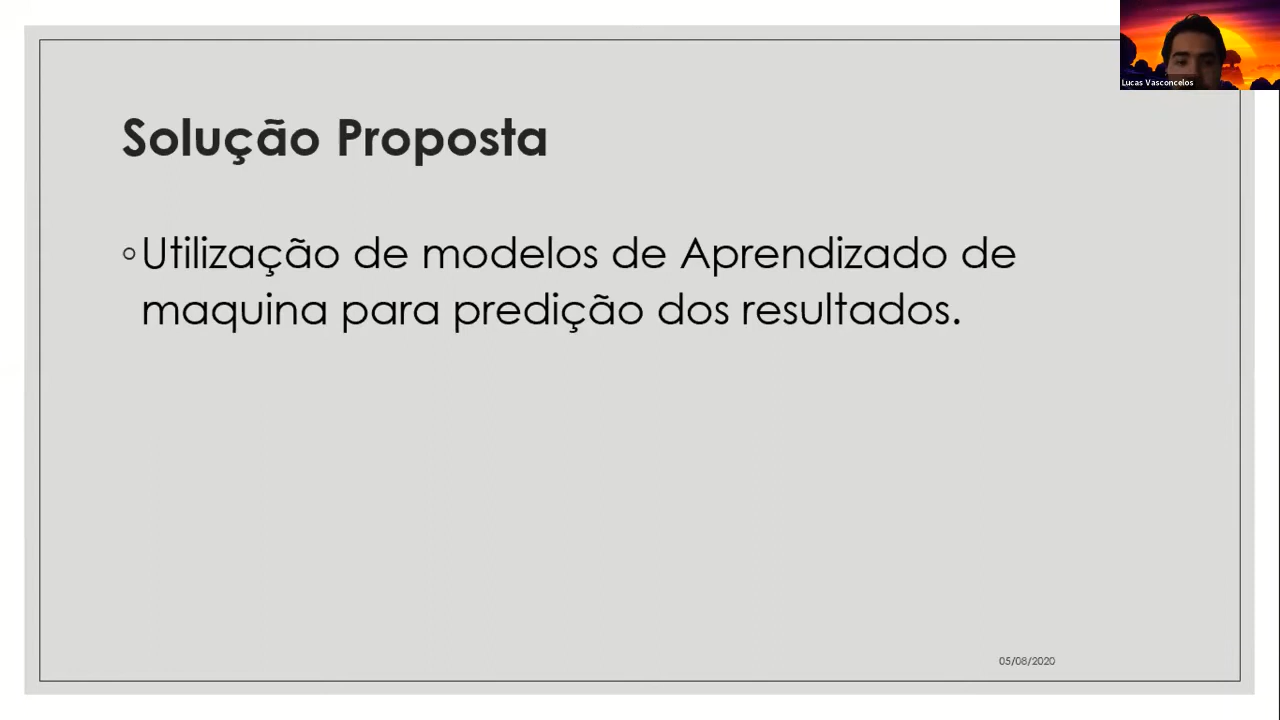 Lucas Vasconcelos
Solução Proposta
◦Utilização de modelos de Aprendizado de
maquina para predição dos resultados.
05/08/2020